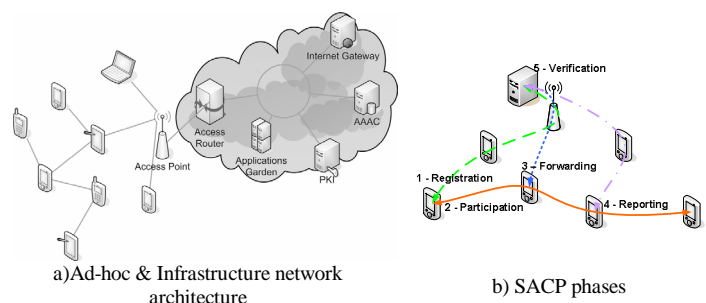 Internet Gateway
Access
Router
AAAC
Access Point
Applications
Garden
PKI
a)Ad-hoc & Infrastructure network
architecture
5 - Verification
3 – Forwarding
1 - Registration
2 - Participation
4 - Reporting
b) SACP phases